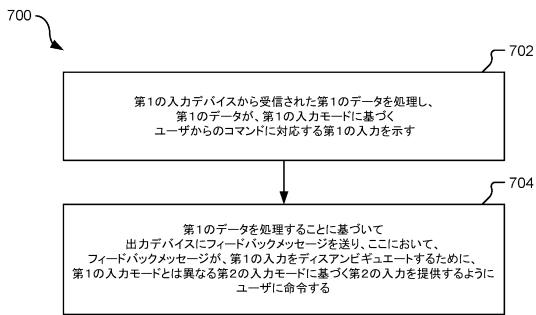 700
702
第1の入力デバイスから受信された第1のデータを処理し、
第1のデータが、第1の入力モードに基づく
ユーザからのコマンドに対応する第1の入力を示す
704
第1のデータを処理することに基づいて
出力デバイスにフィードバックメッセージを送り、ここにおいて、
フィードバックメッセージが、第1の入力をディスアンビギュエートするために、
第1の入力モードとは異なる第2の入力モードに基づく第2の入力を提供するように
ユーザに命令する